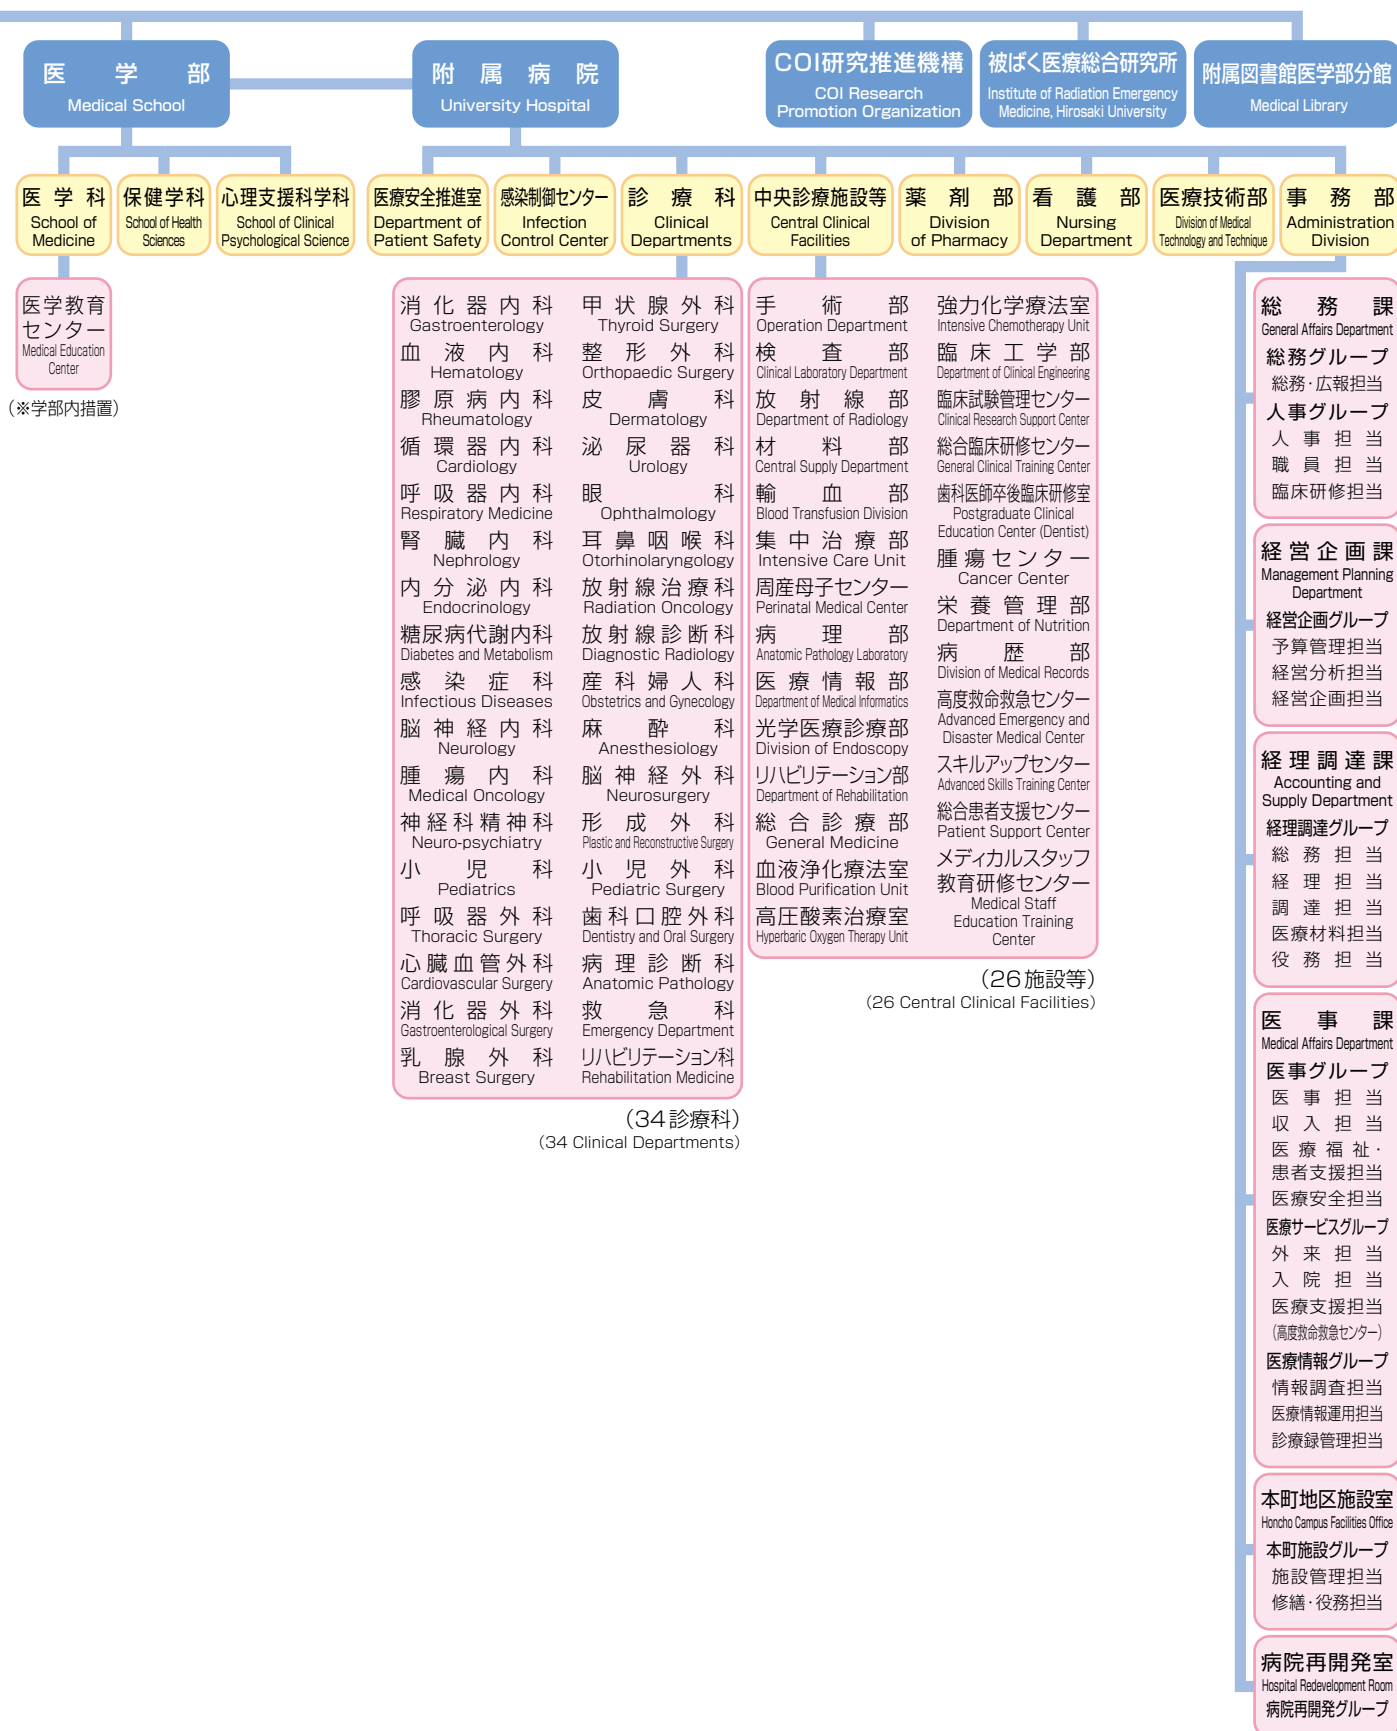 医学部
Medical School
附属病院
University Hospital
COI研究推進機構
COI Research
Promotion Organization
被ばく医療総合研究所
Institute of Radiation Emergency
Medicine, Hirosaki University
附属図書館医学部分館
Medical Library
医学科
School of
Medicine
保健学科
School of Health
Sciences
心理支援科学科
School of Clinical
Psychological Science
医療安全推進室
Department of
Patient Safety
感染制御センター
Infection
Control Center
診療科
Clinical
Departments
中央診療施設等
Central Clinical
Facilities
薬剤部
Division
of Pharmacy
看護部
Nursing
Department
医療技術部
Division of Medical
Technology and Technique
事務部
Administration
Division
医学教育
センター
Medical Education
Center
(※学部内措置)
消化器内科
Gastroenterology
血液内科
Hematology
膠原病内科
Rheumatology
循環器内科
Cardiology
呼吸器内科
Respiratory Medicine
腎臓内科
Nephrology
内分泌内科
Endocrinology
糖尿病代謝内科
Diabetes and Metabolism
感染症科
Infectious Diseases
脳神経内科
Neurology
腫瘍内科
Medical Oncology
神経科精神科
Neuro-psychiatry
小児科
Pediatrics
呼吸器外科
Thoracic Surgery
心臓血管外科
Cardiovascular Surgery
消化器外科
Gastroenterological Surgery
乳腺外科
Breast Surgery
甲状腺外科
Thyroid Surgery
整形外科
Orthopaedic Surgery
皮膚科
Dermatology
泌尿器科
Urology
眼科
Ophthalmology
耳鼻咽喉科
Otorhinolaryngology
放射線治療科
Radiation Oncology
放射線診断科
Diagnostic Radiology
産科婦人科
Obstetrics and Gynecology
麻酔科
Anesthesiology
脳神経外科
Neurosurgery
形成外科
Plastic and Reconstructive Surgery
小児外科
Pediatric Surgery
歯科口腔外科
Dentistry and Oral Surgery
病理診断科
Anatomic Pathology
救急科
Emergency Department
リハビリテーション科
Rehabilitation Medicine
(34診療科)
(34 Clinical Departments)
手術部
Operation Department
検査部
Clinical Laboratory Department
放射線部
Department of Radiology
材料部
Central Supply Department
輸血部
Blood Transfusion Division
集中治療部
Intensive Care Unit
周産母子センター
Perinatal Medical Center
病理部
Anatomic Pathology Laboratory
医療情報部
Department of Medical Informatics
光学医療診療部
Division of Endoscopy
リハビリテーション部
Department of Rehabilitation
総合診療部
General Medicine
血液浄化療法室
Blood Purification Unit
高圧酸素治療室
Hyperbaric Oxygen Therapy Unit
強力化学療法室
Intensive Chemotherapy Unit
臨床工学部
Department of Clinical Engineering
臨床試験管理センター
Clinical Research Support Center
総合臨床研修センター
General Clinical Training Center
歯科医師卒後臨床研修室
Postgraduate Clinical
Education Center (Dentist)
腫瘍センター
Cancer Center
栄養管理部
Department of Nutrition
病歴部
Division of Medical Records
高度救命救急センター
Advanced Emergency and
Disaster Medical Center
スキルアップセンター
Advanced Skills Training Center
総合患者支援センター
Patient Support Center
メディカルスタッフ
教育研修センター
Medical Staff
Education Training
Center
(26施設等)
(26 Central Clinical Facilities)
総務課
General Affairs Department
総務グループ
総務・広報担当
人事グループ
人事担当
職員担当
臨床研修担当
経営企画課
Management Planning
Department
経営企画グループ
予算管理担当
経営分析担当
経営企画担当
経理調達課
Accounting and
Supply Department
経理調達グループ
総務担当
経理担当
調達担当
医療材料担当
役務担当
医事課
Medical Affairs Department
医事グループ
医事担当
収入担当
医療福祉・
患者支援担当
医療安全担当
医療サービスグループ
外来担当
入院担当
医療支援担当
(高度救命救急センター)
医療情報グループ
情報調査担当
医療情報運用担当
診療録管理担当
本町地区施設室
Honcho Campus Facilities Office
本町施設グループ
施設管理担当
修繕・役務担当
病院再開発室
Hospital Redevelopment Room
病院再開発グループ